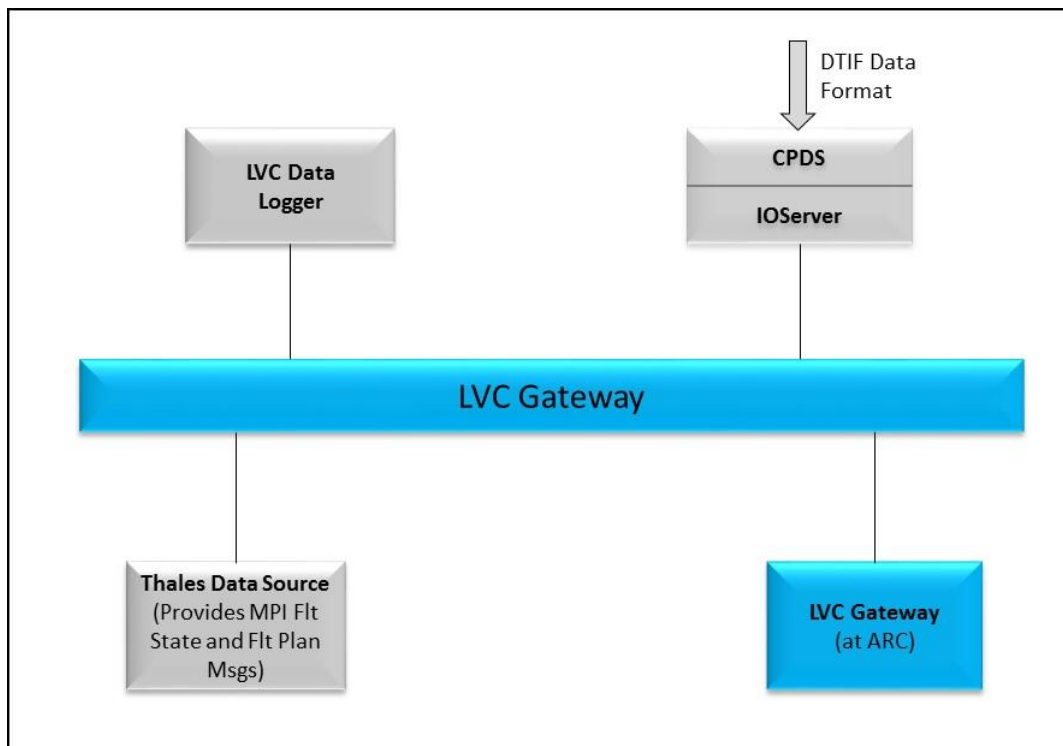 DTIF Data
Format
LVC Data
Logger
CPDS
IOServer
LVC Gateway
Thales Data Source
(Provides MPI Flt
State and Flt Plan
Msgs)
LVC Gateway
(at ARC)